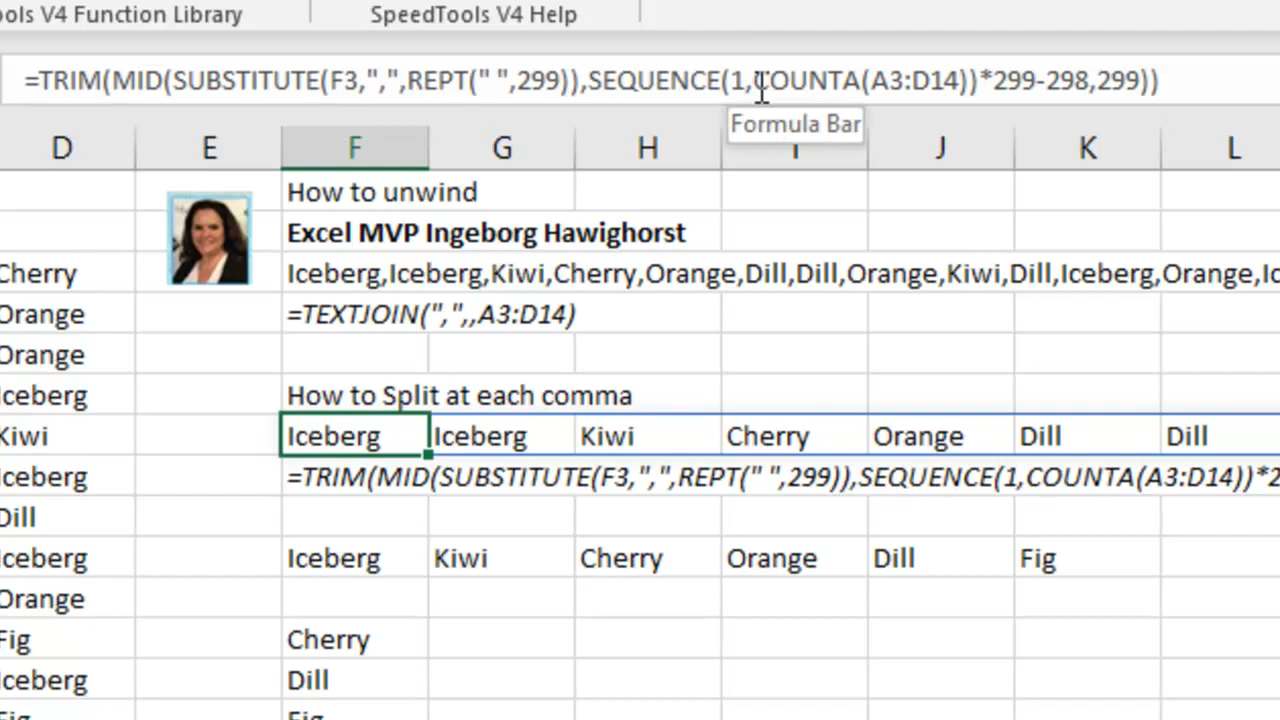 ools V4 Function Library SpeedTools V4 Help
=TRIM(MID(SUBSTITUTE(F3,",",REPT(" ",299)),SEQUENCE(1,COUNTA(A3:D14))*299-298,299))
Formula Bar
D E F G H I J K L
How to unwind
Excel MVP Ingeborg Hawighorst
Cherry Iceberg,Iceberg,Kiwi,Cherry,Orange,Dill,Dill,Orange,Kiwi,Dill,Iceberg,Orange,Ic
Orange =TEXTJOIN(",",,A3:D14)
Orange
Iceberg How to Split at each comma
Kiwi Iceberg Iceberg Kiwi Cherry Orange Dill Dill
Iceberg =TRIM(MID(SUBSTITUTE(F3,",",REPT(" ",299)),SEQUENCE(1,COUNTA(A3:D14))*2
Dill
Iceberg Iceberg Kiwi Cherry Orange Dill Fig
Orange
Fig Cherry
Iceberg Dill
Fig Fig